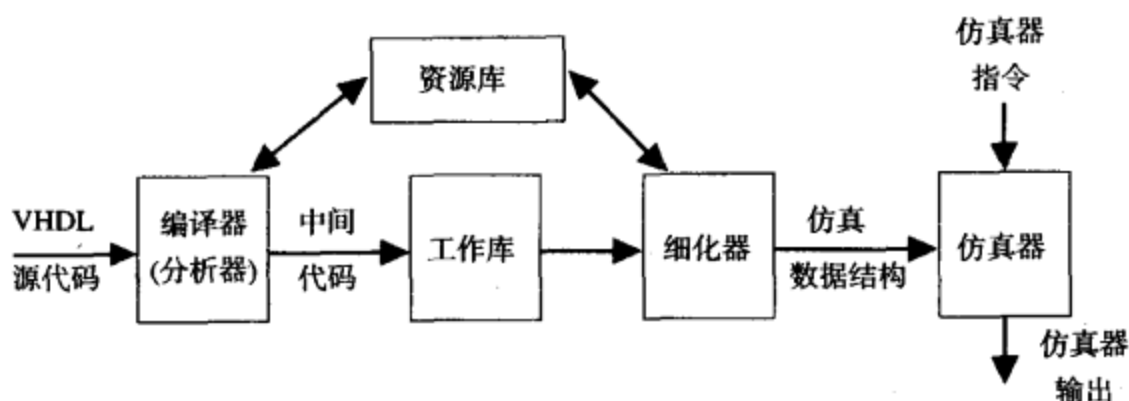 资源库
仿真器
指令
VHDL
源代码
编译器
(分析器)
中间
代码
工作库
细化器
仿真
数据结构
仿真器
仿真器
输出